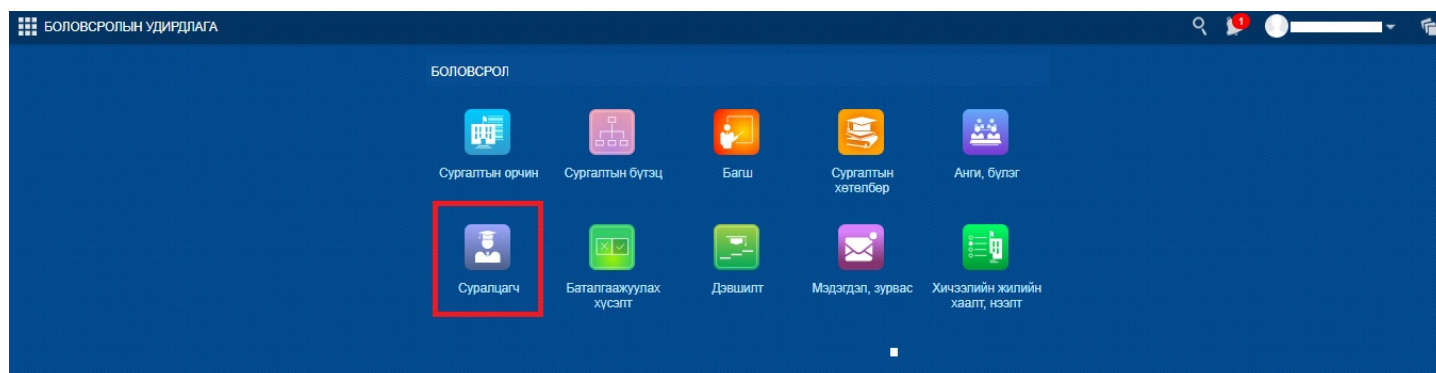 БОЛОВСРОЛЫН УДИРДЛАГА
1
БОЛОВСРОЛ
Сургалтын орчин
Сургалтын бүтэц
Багш
Сургалтын
хөтөлбөр
Анги, бүлэг
Суралцагч
Баталгаажуулах
хүсэлт
Дэвшилт
Мэдэгдэл, зурвас
Хичээлийн жилийн
хаалт, нээлт